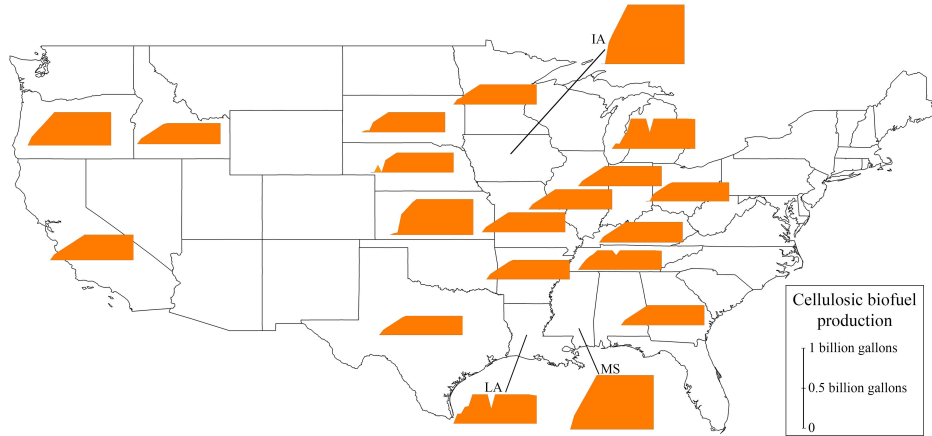 IA
MS
LA
Cellulosic biofuel
production
1 billion gallons
0.5 billion gallons
0